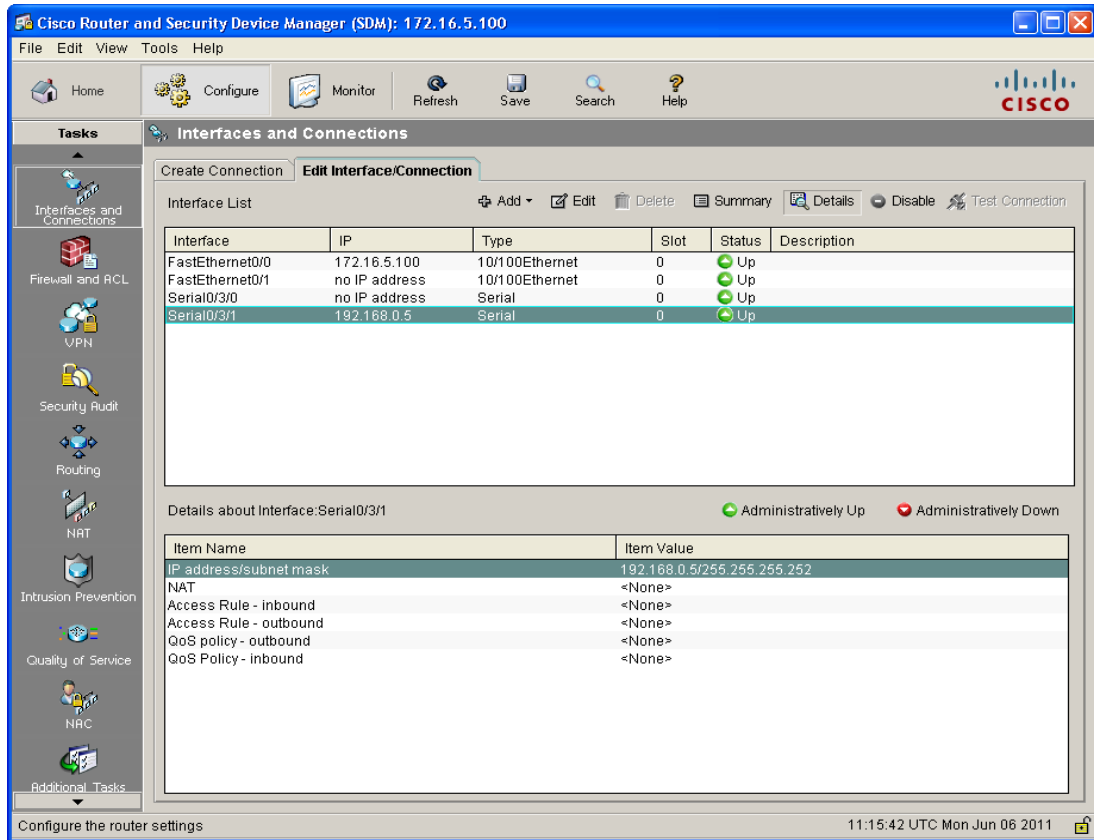 Cisco Router and Security Device Manager (SDM): 172.16.5.100
File Edit View Tools Help
Home
Configure
Monitor
Refresh
Save
Search
Help
CISCO
Tasks
Interfaces and Connections
Interfaces and
Connections
Firewall and ACL
VPN
Security Audit
Routing
NAT
Intrusion Prevention
Quality of Service
NAC
Additional Tasks
Create Connection
Edit Interface/Connection
Interface List
Add
Edit
Delete
Summary
Details
Disable
Test Connection
Interface IP Type Slot Status Description
FastEthernet0/0 172.16.5.100 10/100Ethernet 0 Up
FastEthernet0/1 no IP address 10/100Ethernet 0 Up
Serial0/3/0 no IP address Serial 0 Up
Serial0/3/1 192.168.0.5 Serial 0 Up
Details about Interface:Serial0/3/1
Administratively Up
Administratively Down
Item Name Item Value
IP address/subnet mask 192.168.0.5/255.255.255.252
NAT <None>
Access Rule - inbound <None>
Access Rule - outbound <None>
QoS policy - outbound <None>
QoS Policy - inbound <None>
Configure the router settings
11:15:42 UTC Mon Jun 06 2011